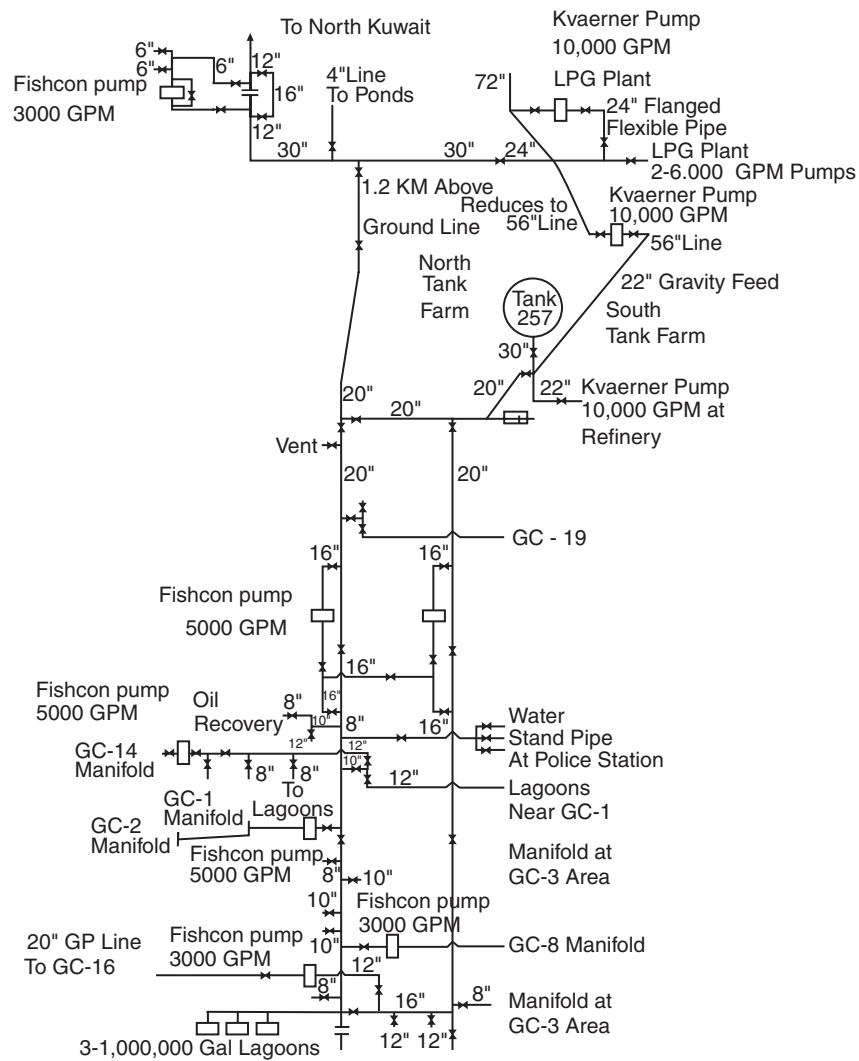 To North Kuwait
Kvaerner Pump
10,000 GPM
6"
6"
6"
12"
16"
12"
Fishcon pump
3000 GPM
4"Line
To Ponds
72"
LPG Plant
24" Flanged
Flexible Pipe
30"
30"
24"
LPG Plant
2-6.000 GPM Pumps
1.2 KM Above
Ground Line
Reduces to
56"Line
Kvaerner Pump
10,000 GPM
56"Line
North
Tank
Farm
22" Gravity Feed
Tank
257
South
Tank Farm
30"
20"
20"
20"
22"
Kvaerner Pump
10,000 GPM at
Refinery
Vent
20"
20"
GC - 19
16"
16"
Fishcon pump
5000 GPM
16"
16"
Fishcon pump
5000 GPM
Oil
Recovery
8"
10"
8"
16"
Water
Stand Pipe
At Police Station
GC-14
Manifold
12"
12"
10"
8"
8"
12"
To
Lagoons
Lagoons
Near GC-1
GC-1
Manifold
GC-2
Manifold
Fishcon pump
5000 GPM
8"
10"
Manifold at
GC-3 Area
10"
Fishcon pump
3000 GPM
10"
GC-8 Manifold
20" GP Line
To GC-16
Fishcon pump
3000 GPM
12"
8"
16"
8"
Manifold at
GC-3 Area
12"
12"
3-1,000,000 Gal Lagoons